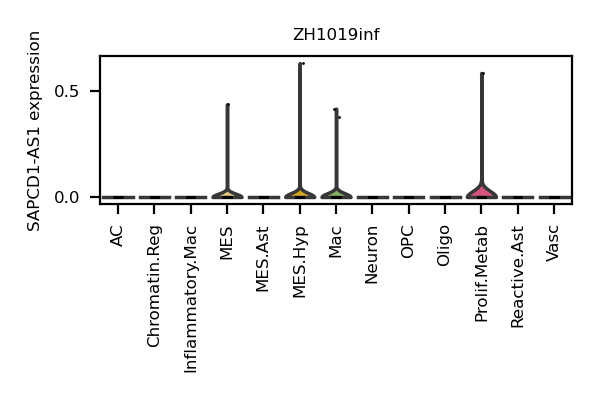 ZH1019inf
SAPCD1-AS1 expression
0.5
0.0
AC
Chromatin.Reg
Inflammatory.Mac
MES
MES.Ast
MES.Hyp
Mac
Neuron
OPC
Oligo
Prolif.Metab
Reactive.Ast
Vasc